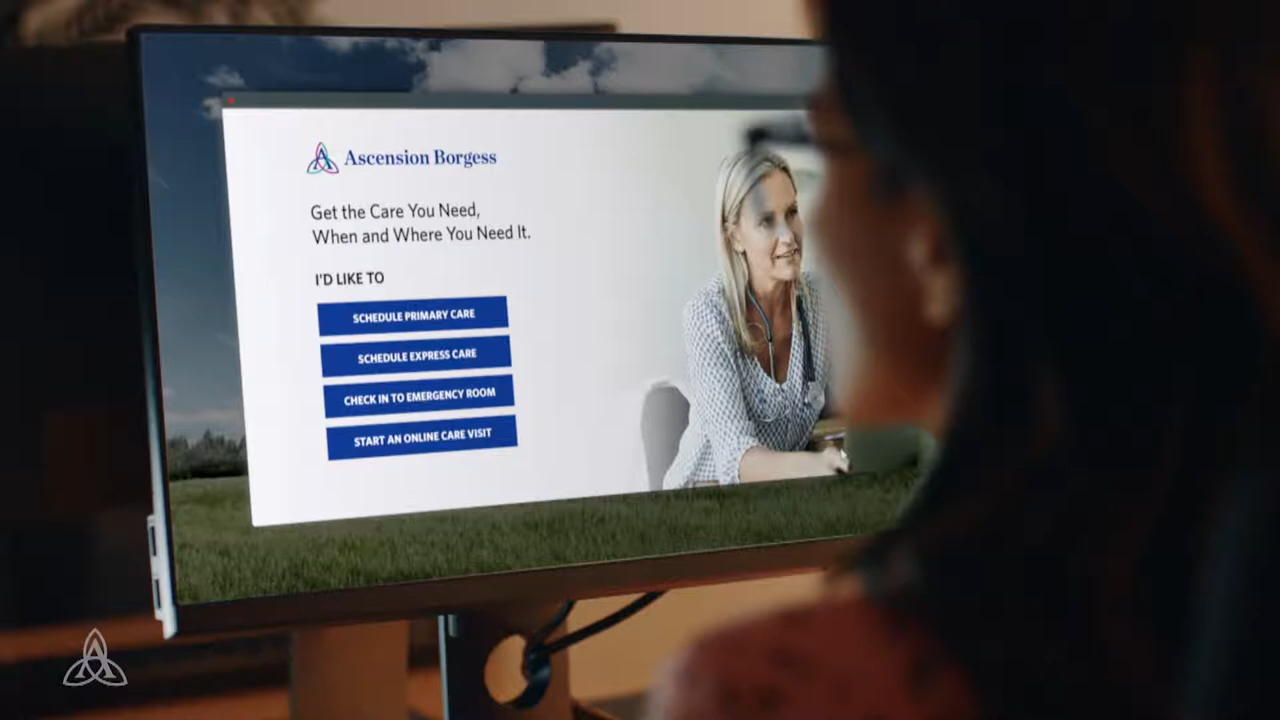 Ascension Borgess
Get the Care You Need,
When and Where You Need It.
I'D LIKE TO
SCHEDULE PRIMARY CARE
SCHEDULE EXPRESS CARE
CHECK IN TO EMERGENCY ROOM
START AN ONLINE CARE VISIT